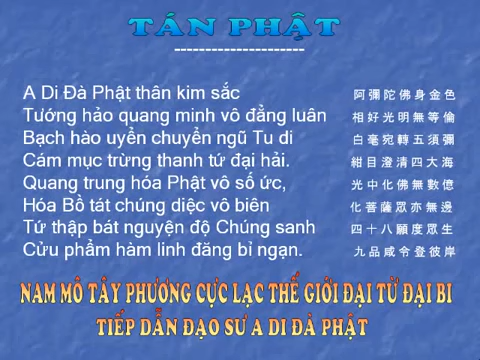 TÁN PHẬT
---------------------
A Di Đà Phật thân kim sắc
阿彌陀佛身金色
Tướng hảo quang minh vô đẳng luân
相好光明無等倫
Bạch hào uyển chuyển ngũ Tu di
白毫宛轉五須彌
Cám mục trừng thanh tứ đại hải.
紺目澄清四大海
Quang trung hóa Phật vô số ức,
光中化佛無數億
Hóa Bồ tát chúng diệc vô biên
化菩薩眾亦無邊
Tứ thập bát nguyện độ Chúng sanh
四十八願度眾生
Cửu phẩm hàm linh đăng bỉ ngạn.
九品咸令登彼岸
NAM MÔ TÂY PHƯƠNG CỰC LẠC THẾ GIỚI ĐẠI TỪ ĐẠI BI
TIẾP DẪN ĐẠO SƯ A DI ĐÀ PHẬT